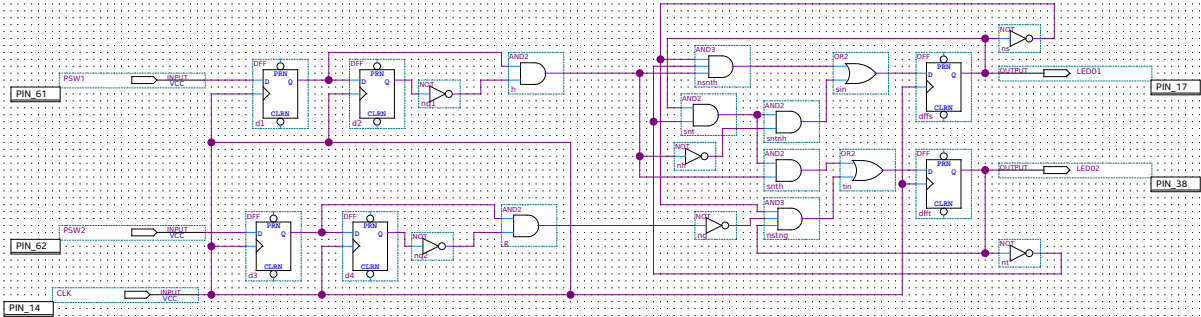 NOT
ns
DFF
PRN
D
Q
CLRN
d1
DFF
PRN
D
Q
CLRN
d2
AND2
h
AND3
nsnth
OR2
sin
DFF
PRN
D
Q
CLRN
dffs
PSW1
INPUT
VCC
PIN_61
NOT
nd1
OUTPUT
LED01
PIN_17
AND2
snt
AND2
sntnh
NOT
nh
AND2
snth
OR2
tin
DFF
PRN
D
Q
CLRN
dfft
OUTPUT
LED02
PIN_38
DFF
PRN
D
Q
CLRN
d3
DFF
PRN
D
Q
CLRN
d4
AND2
g
AND3
nstng
NOT
PSW2
INPUT
VCC
PIN_62
NOT
nd2
NOT
nt
CLK
INPUT
VCC
PIN_14